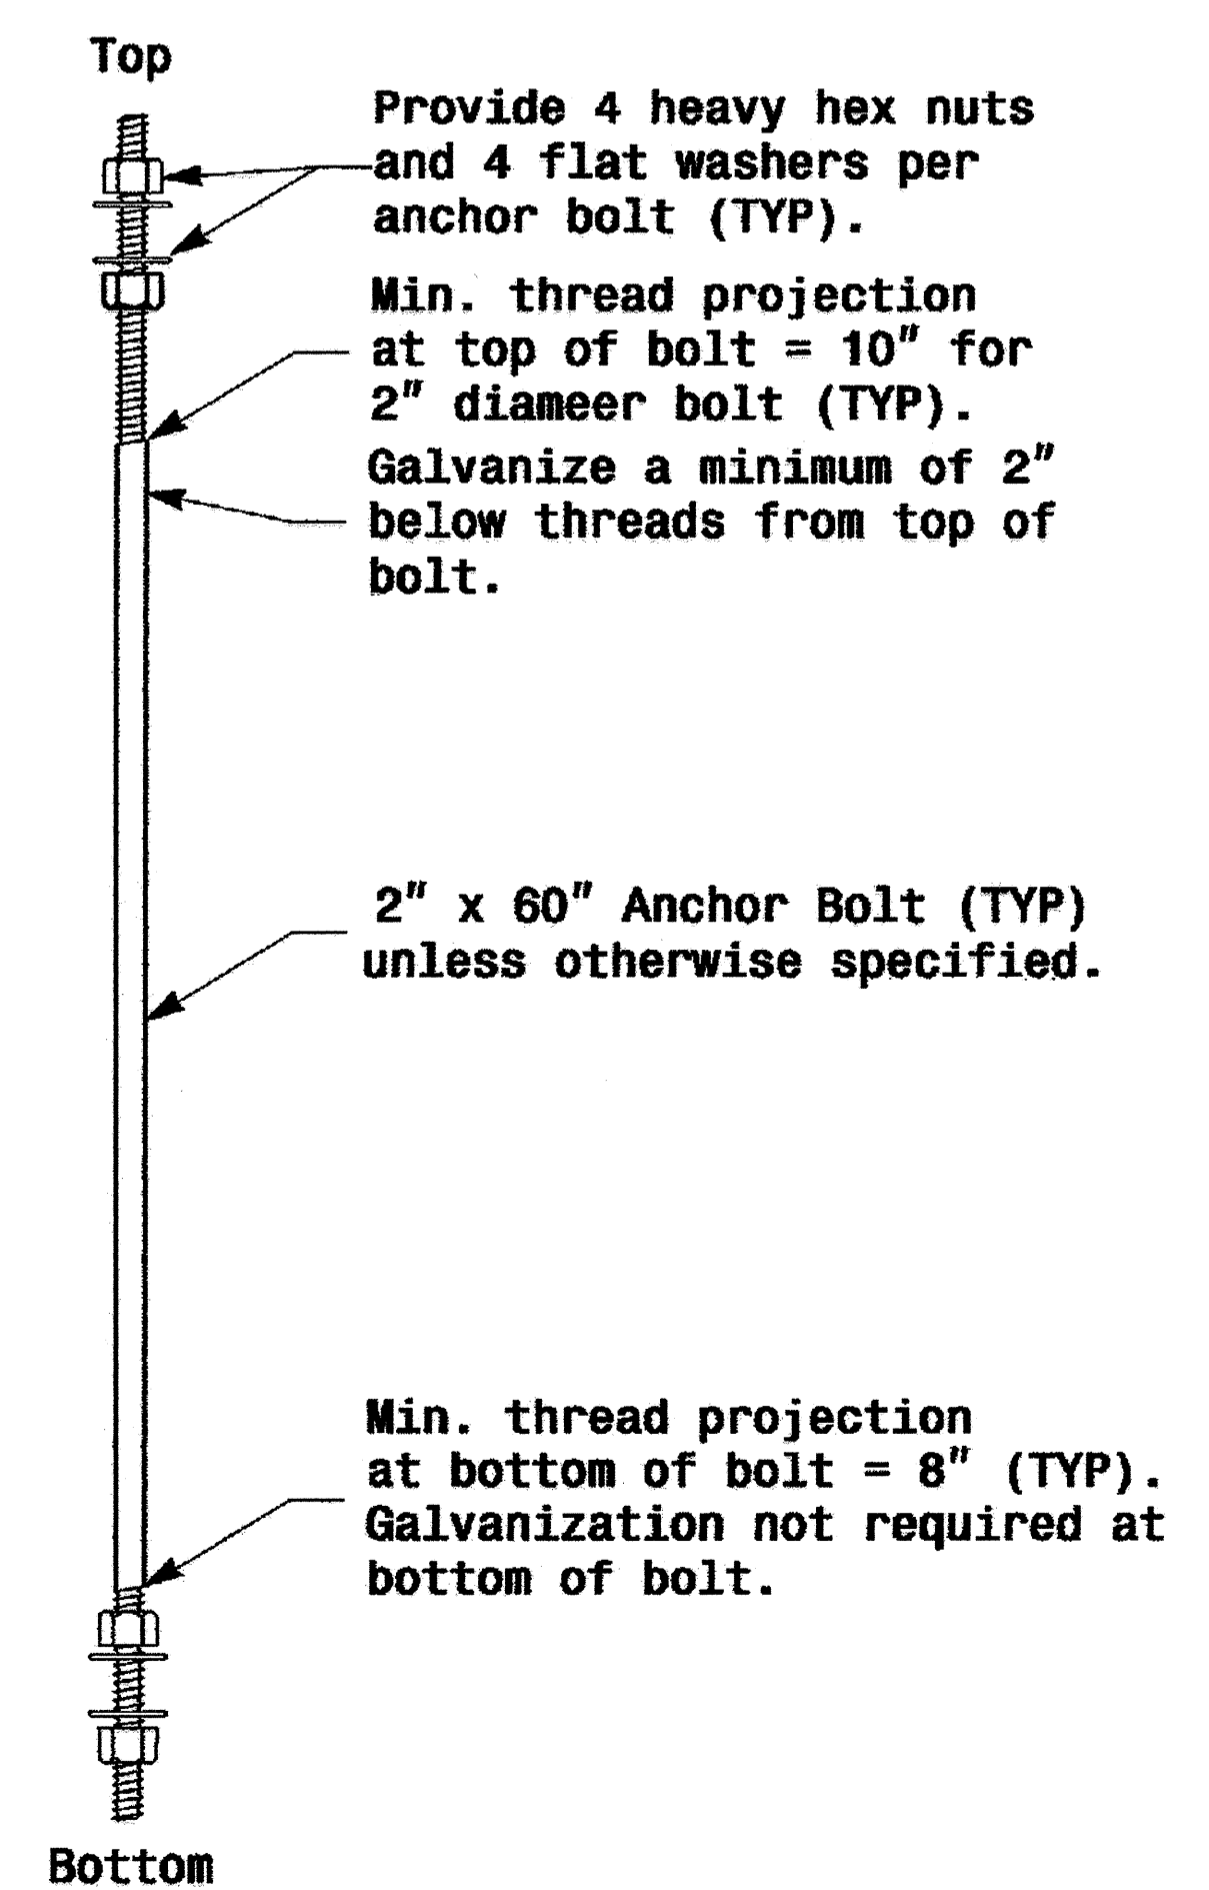 Top
Provide 4 heavy hex nuts
and 4 flat washers per
anchor bolt (TYP).
Min. thread projection
at top of bolt = 10" for
2" diameer bolt (TYP).
Galvanize a minimum of 2"
below threads from top of
bolt.
2" x 60" Anchor Bolt (TYP)
unless otherwise specified.
Min. thread projection
at bottom of bolt = 8" (TYP).
Galvanization not required at
bottom of bolt.
Bottom